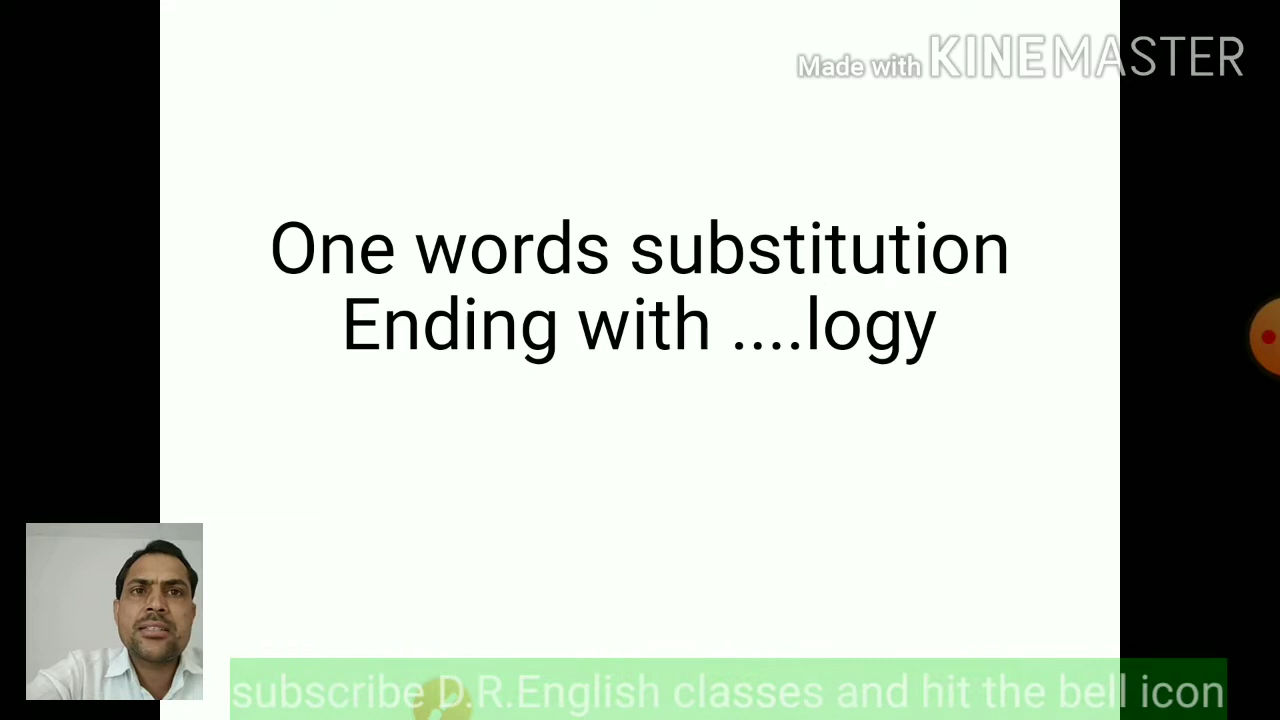 Made with KINEMASTER
One words substitution
Ending with ....logy
subscribe D.R.English classes and hit the bell icon